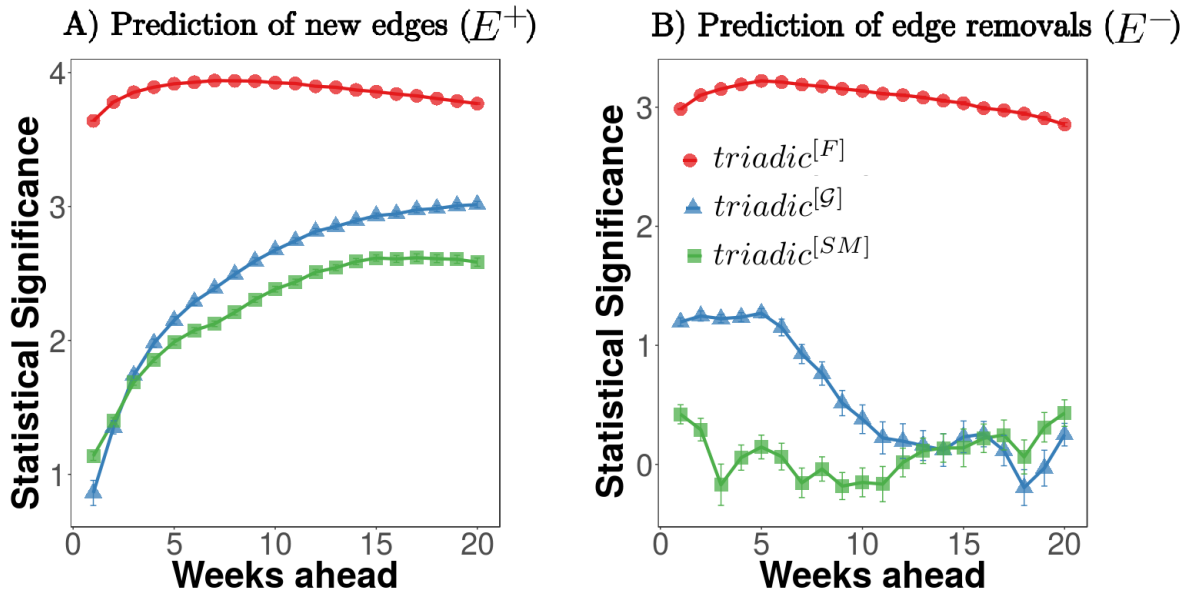 A) Prediction of new edges (E⁺)
Statistical Significance
4
3
2
1
0
5
10
15
20
Weeks ahead
B) Prediction of edge removals (E⁻)
Statistical Significance
3
2
1
0
triadic^[F]
triadic^[𝒢]
triadic^[SM]
0
5
10
15
20
Weeks ahead